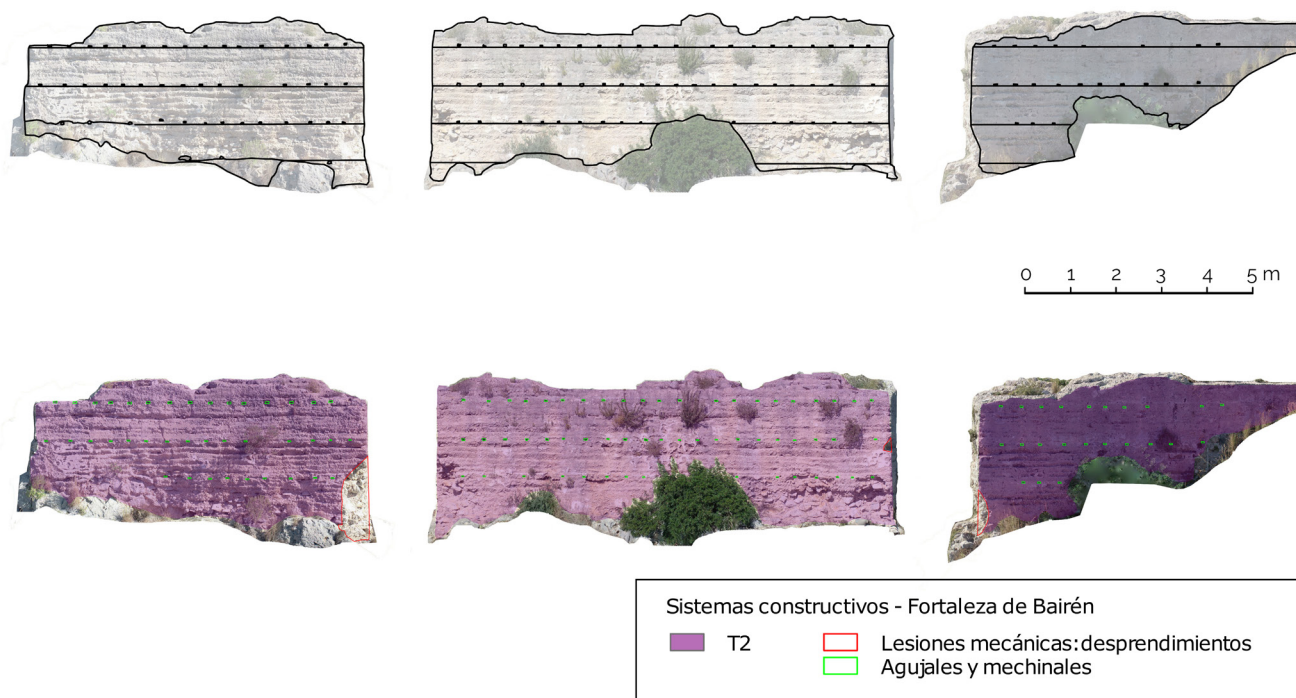 0 1 2 3 4 5 m
Sistemas constructivos - Fortaleza de Bairén
T2
Lesiones mecánicas: desprendimientos
Agujales y mechinales